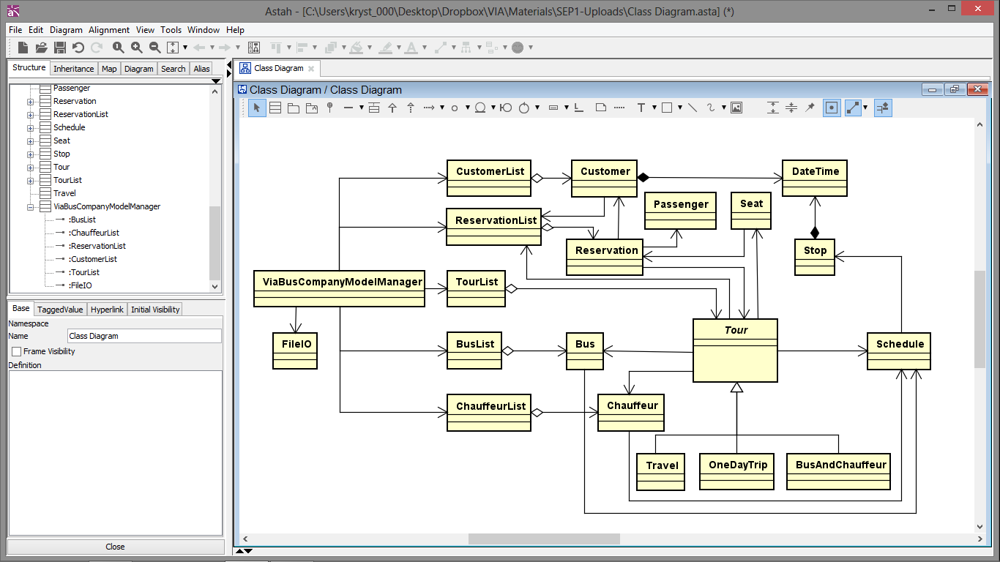 Astah - [C:\Users\kryst_000\Desktop\Dropbox\VIA\Materials\SEP1-Uploads\Class Diagram.asta] (*)
File Edit Diagram Alignment View Tools Window Help
Structure Inheritance Map Diagram Search Alias
Passenger
Reservation
ReservationList
Schedule
Seat
Stop
Tour
TourList
Travel
ViaBusCompanyModelManager
:BusList
:ChauffeurList
:ReservationList
:CustomerList
:TourList
:FileIO
Base TaggedValue Hyperlink Initial Visibility
Namespace
Name Class Diagram
Frame Visibility
Definition
Close
Class Diagram
Class Diagram / Class Diagram
CustomerList
Customer
DateTime
Passenger
Seat
ReservationList
Reservation
Stop
ViaBusCompanyModelManager
TourList
Tour
FileIO
BusList
Bus
Schedule
ChauffeurList
Chauffeur
Travel
OneDayTrip
BusAndChauffeur